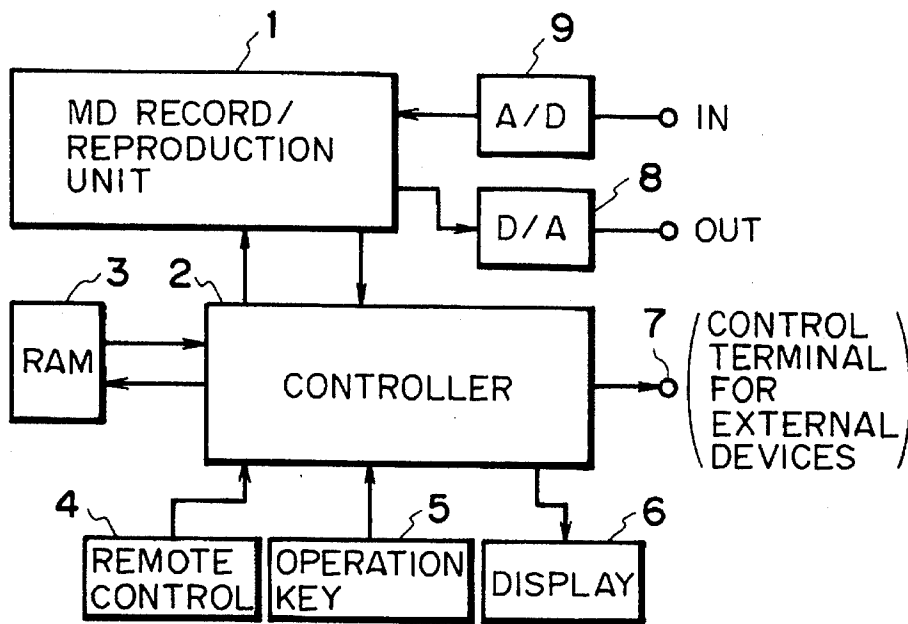 1
9
MD RECORD/
REPRODUCTION
UNIT
A/D
IN
8
D/A
OUT
3
2
7
RAM
CONTROLLER
CONTROL
TERMINAL
FOR
EXTERNAL
DEVICES
4
5
6
REMOTE
CONTROL
OPERATION
KEY
DISPLAY